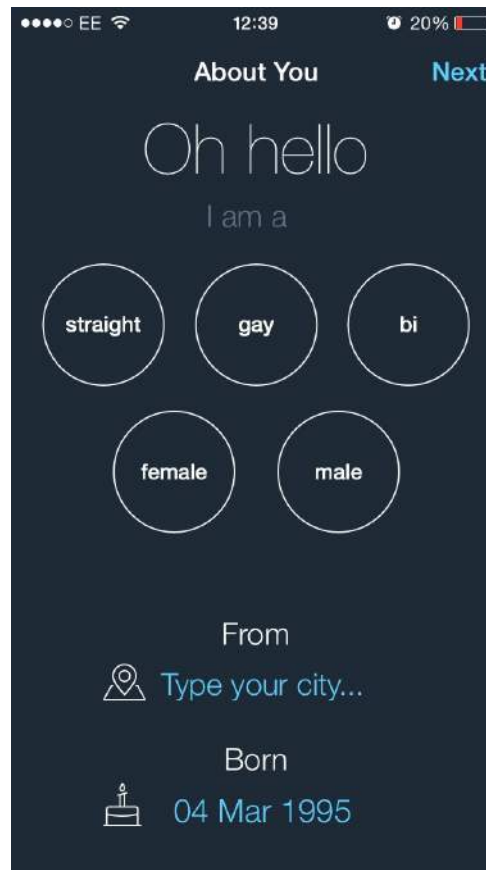 EE 12:39 20%
About You Next
Oh hello
I am a
straight gay bi
female male
From
Type your city...
Born
04 Mar 1995